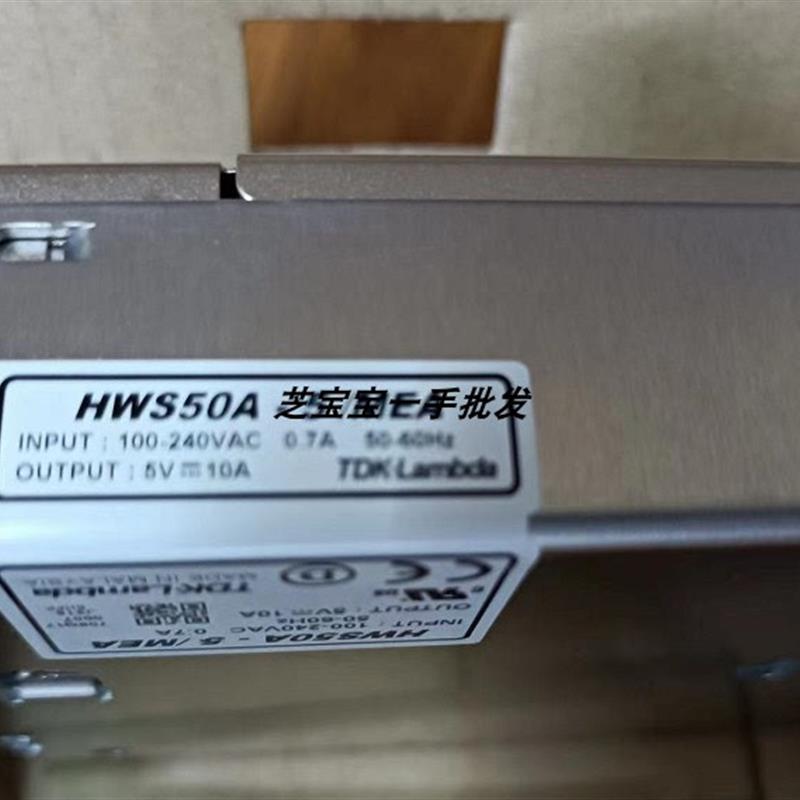 HWS50A 芝宝宝一手批发
INPUT : 100-240VAC 0.7A 50-60Hz
OUTPUT : 5V ⎓ 10A TDK-Lambda
HWS50A - 5/MEA
INPUT : 100-240VAC 0.7A
50-60Hz
OUTPUT : 5V ⎓ 10A
TDK-Lambda
MADE IN MALAYSIA